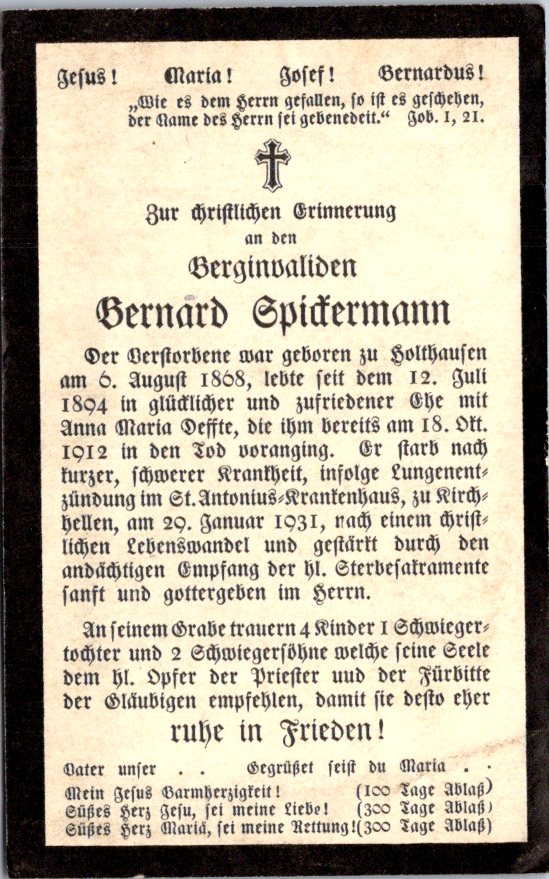 Jesus! Maria! Josef! Bernardus!
„Wie es dem Herrn gefallen, so ist es geschehen,
der Name des Herrn sei gebenedeit.“ Job. 1, 21.
Zur christlichen Erinnerung
an den
Berginvaliden
Bernard Spickermann
Der Verstorbene war geboren zu Holthausen
am 6. August 1868, lebte seit dem 12. Juli
1894 in glücklicher und zufriedener Ehe mit
Anna Maria Deffte, die ihm bereits am 18. Okt.
1912 in den Tod voranging. Er starb nach
kurzer, schwerer Krankheit, infolge Lungenent-
zündung im St. Antonius-Krankenhaus, zu Kirch-
hellen, am 29. Januar 1931, nach einem christ-
lichen Lebenswandel und gestärkt durch den
andächtigen Empfang der hl. Sterbesakramente
sanft und gottergeben im Herrn.
An seinem Grabe trauern 4 Kinder 1 Schwieger-
tochter und 2 Schwiegersöhne welche seine Seele
dem hl. Opfer der Priester uud der Fürbitte
der Gläubigen empfehlen, damit sie desto eher
ruhe in Frieden!
Vater unser . . Gegrüßet seist du Maria . .
Mein Jesus Barmherzigkeit! (100 Tage Ablaß)
Süßes Herz Jesu, sei meine Liebe! (300 Tage Ablaß)
Süßes Herz Mariä, sei meine Rettung! (300 Tage Ablaß)